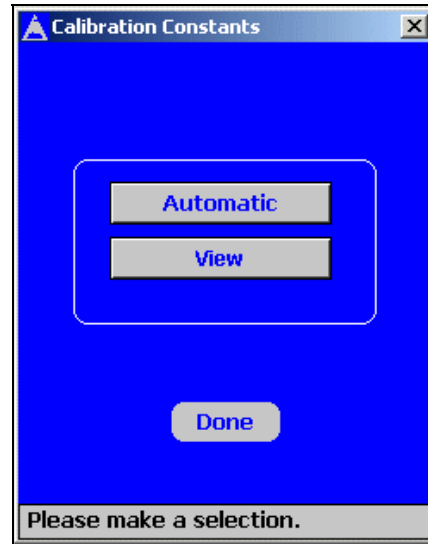 Calibration Constants
Automatic
View
Done
Please make a selection.